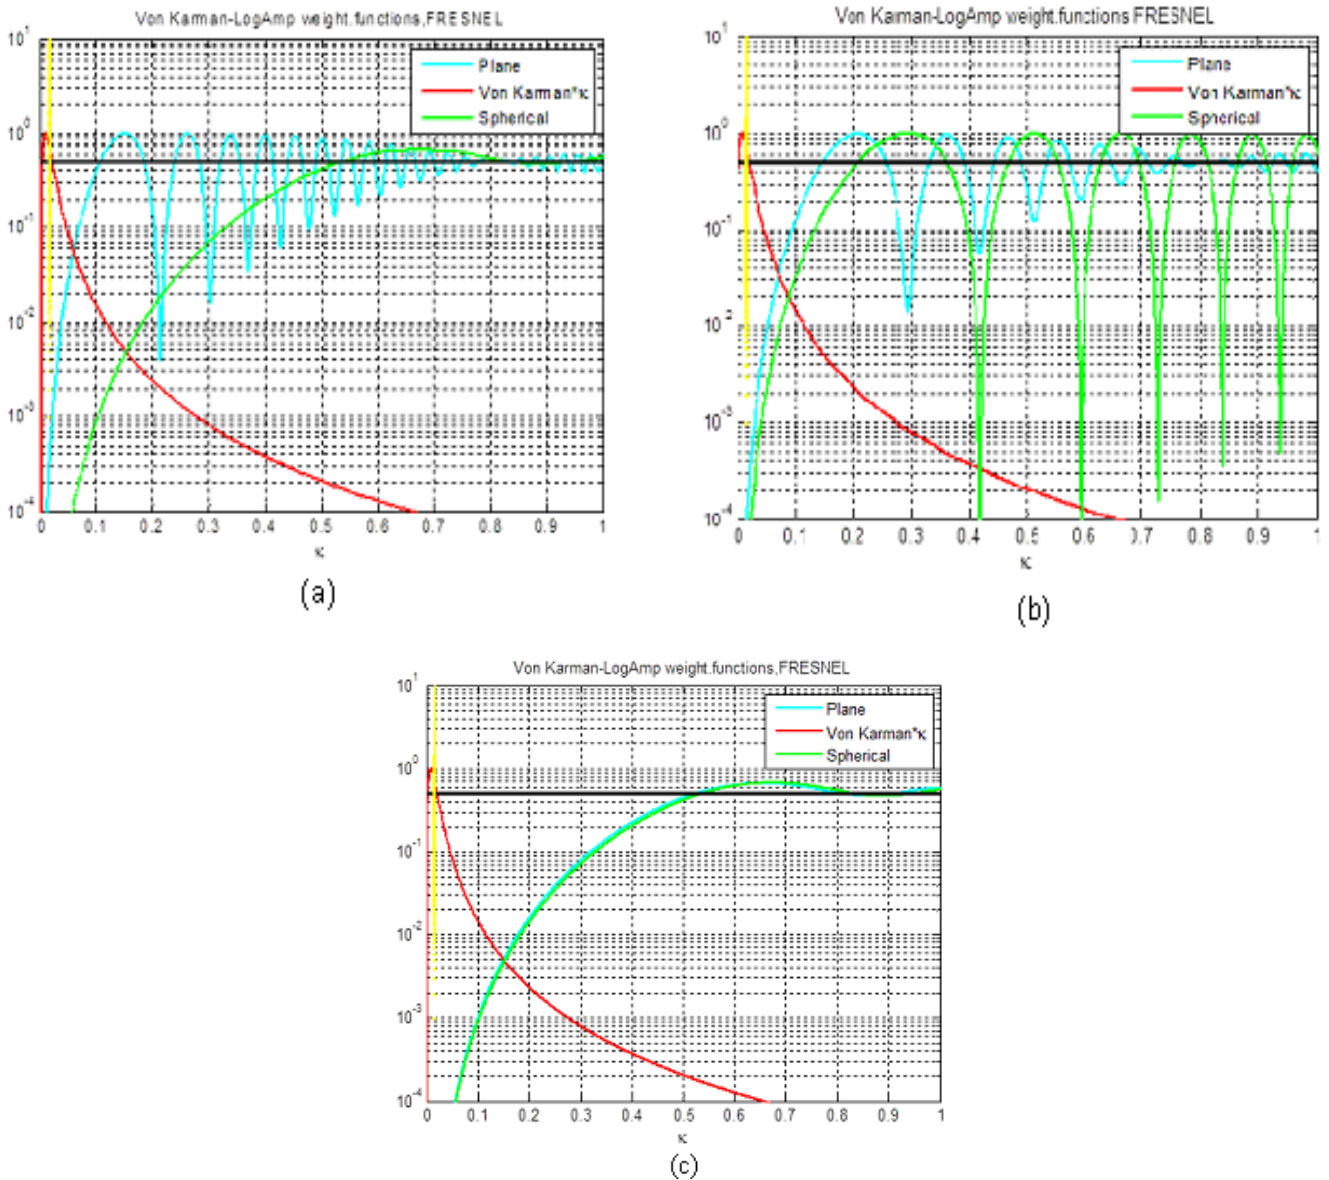 Von Karman-LogAmp weight.functions,FRESNEL
10^1
10^0
10^-1
10^-2
10^-3
10^-4
Plane
Von Karman*κ
Spherical
0 0.1 0.2 0.3 0.4 0.5 0.6 0.7 0.8 0.9 1
κ
(a)
Von Karman-LogAmp weight.functions FRESNEL
10^1
10^0
10^-1
10^-2
10^-3
10^-4
Plane
Von Karman*κ
Spherical
0 0.1 0.2 0.3 0.4 0.5 0.6 0.7 0.8 0.9 1
κ
(b)
Von Karman-LogAmp weight.functions,FRESNEL
10^1
10^0
10^-1
10^-2
10^-3
10^-4
Plane
Von Karman*κ
Spherical
0 0.1 0.2 0.3 0.4 0.5 0.6 0.7 0.8 0.9 1
κ
(c)